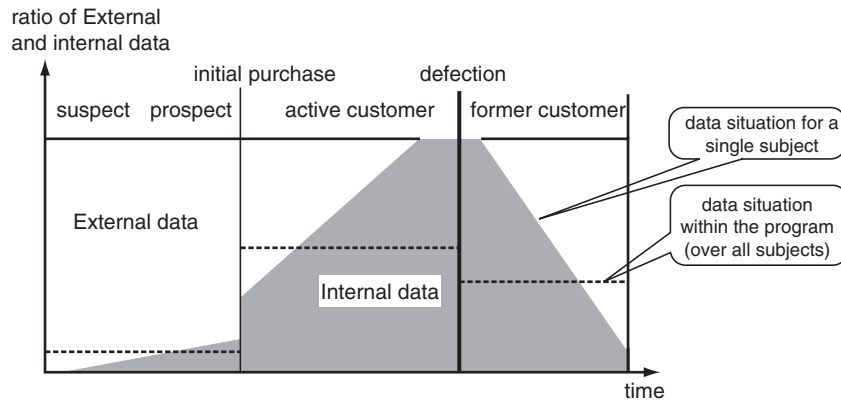 ratio of External
and internal data
initial purchase
defection
suspect prospect active customer former customer
data situation for a
single subject
External data
data situation
within the program
(over all subjects)
Internal data
time